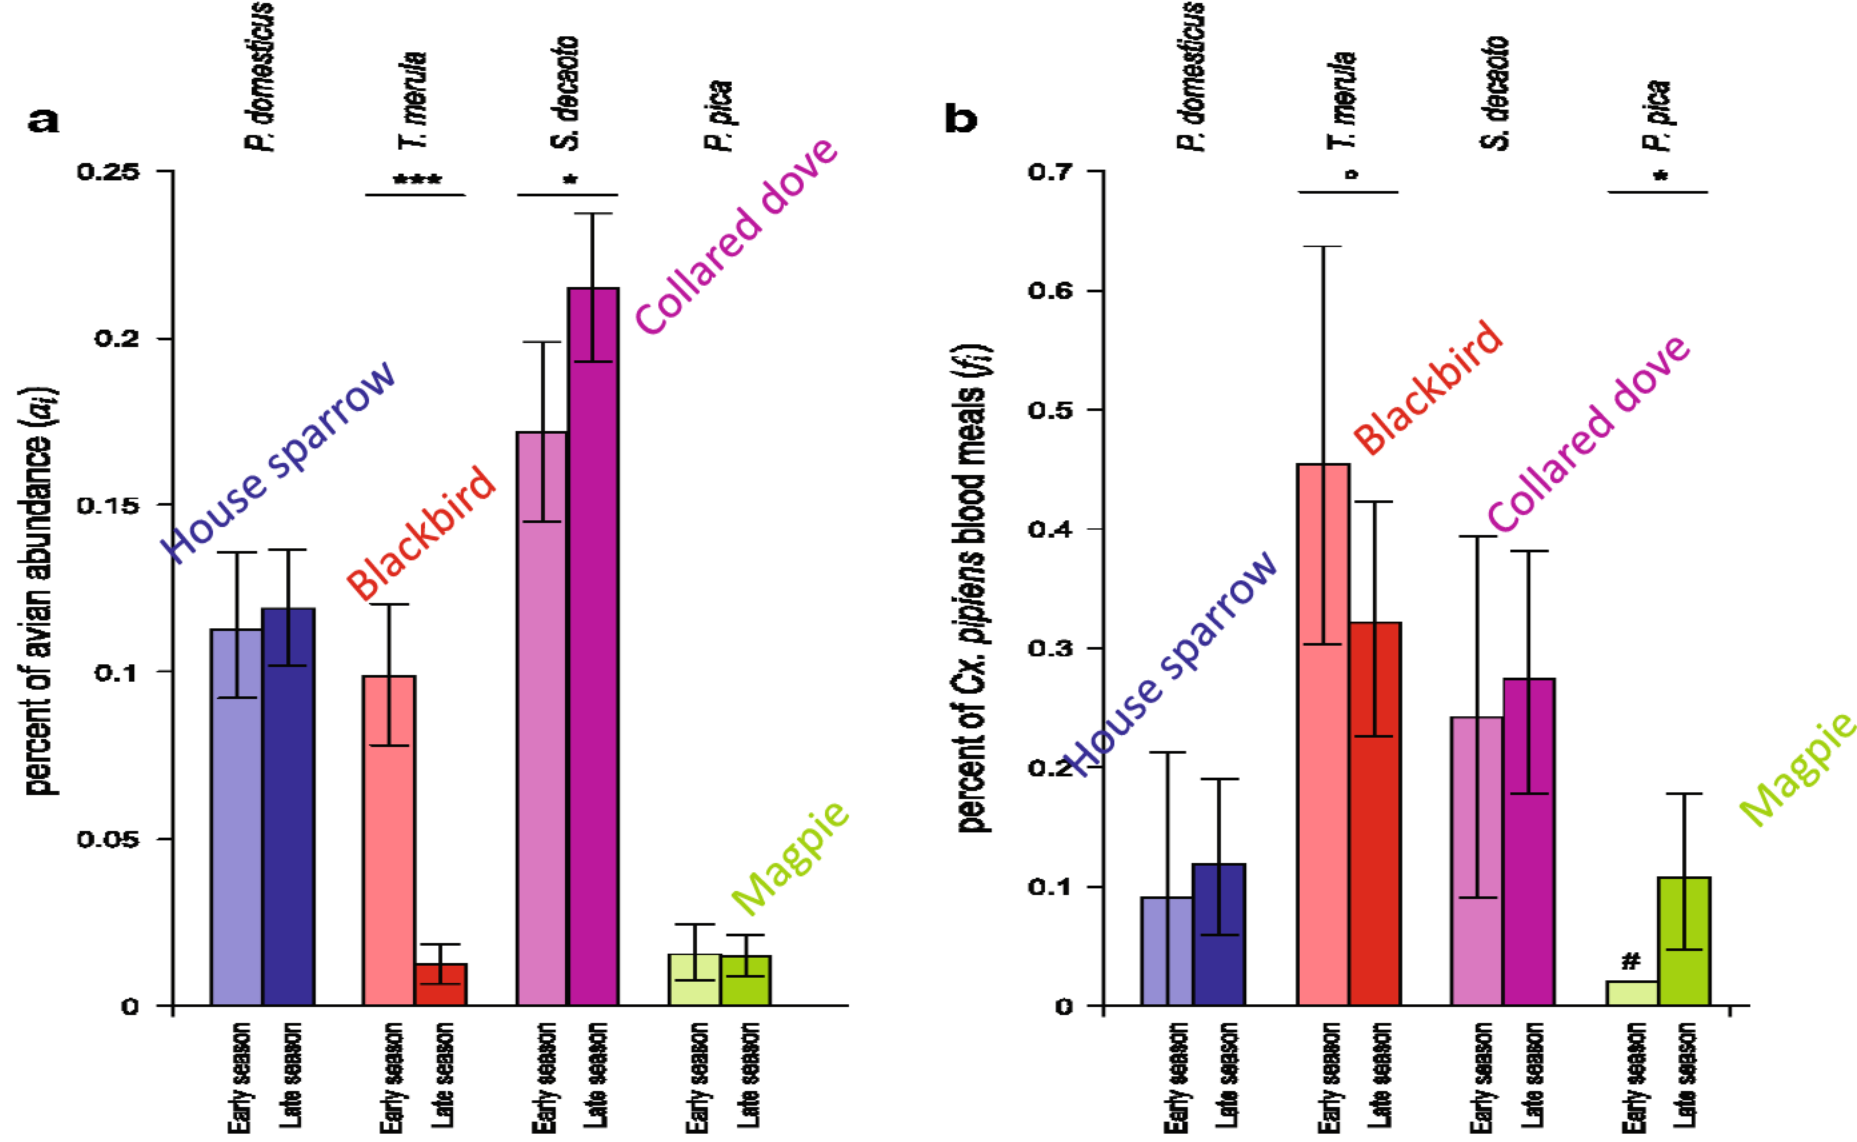 a
P. domesticus
T. merula
S. decaoto
P. pica
0.25
0.2
0.15
0.1
0.05
0
percent of avian abundance (ai)
***
*
House sparrow
Blackbird
Collared dove
Magpie
Early season
Late season
Early season
Late season
Early season
Late season
Early season
Late season
b
P. domesticus
T. merula
S. decaoto
P. pica
0.7
0.6
0.5
0.4
0.3
0.2
0.1
0
percent of Cx. pipiens blood meals (fi)
°
*
House sparrow
Blackbird
Collared dove
Magpie
#
Early season
Late season
Early season
Late season
Early season
Late season
Early season
Late season